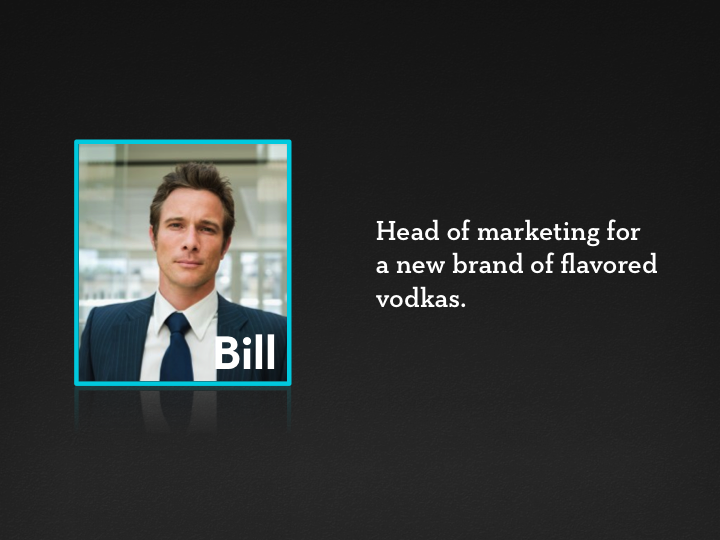 Head of marketing for
a new brand of flavored
vodkas.
Bill